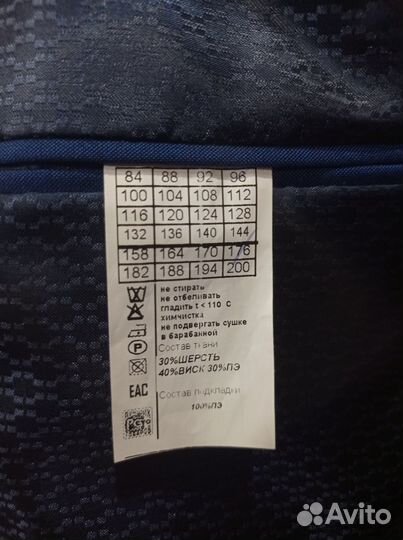 84 88 92 96
100 104 108 112
116 120 124 128
132 136 140 144
158 164 170 176
182 188 194 200
не стирать
не отбеливать
гладить t < 110 С
химчистка
не подвергать сушке
в барабанной
Состав ткани
30%ШЕРСТЬ
40%ВИСК 30%ПЭ
Состав подкладки
100%ПЭ
P
EAC
Avito